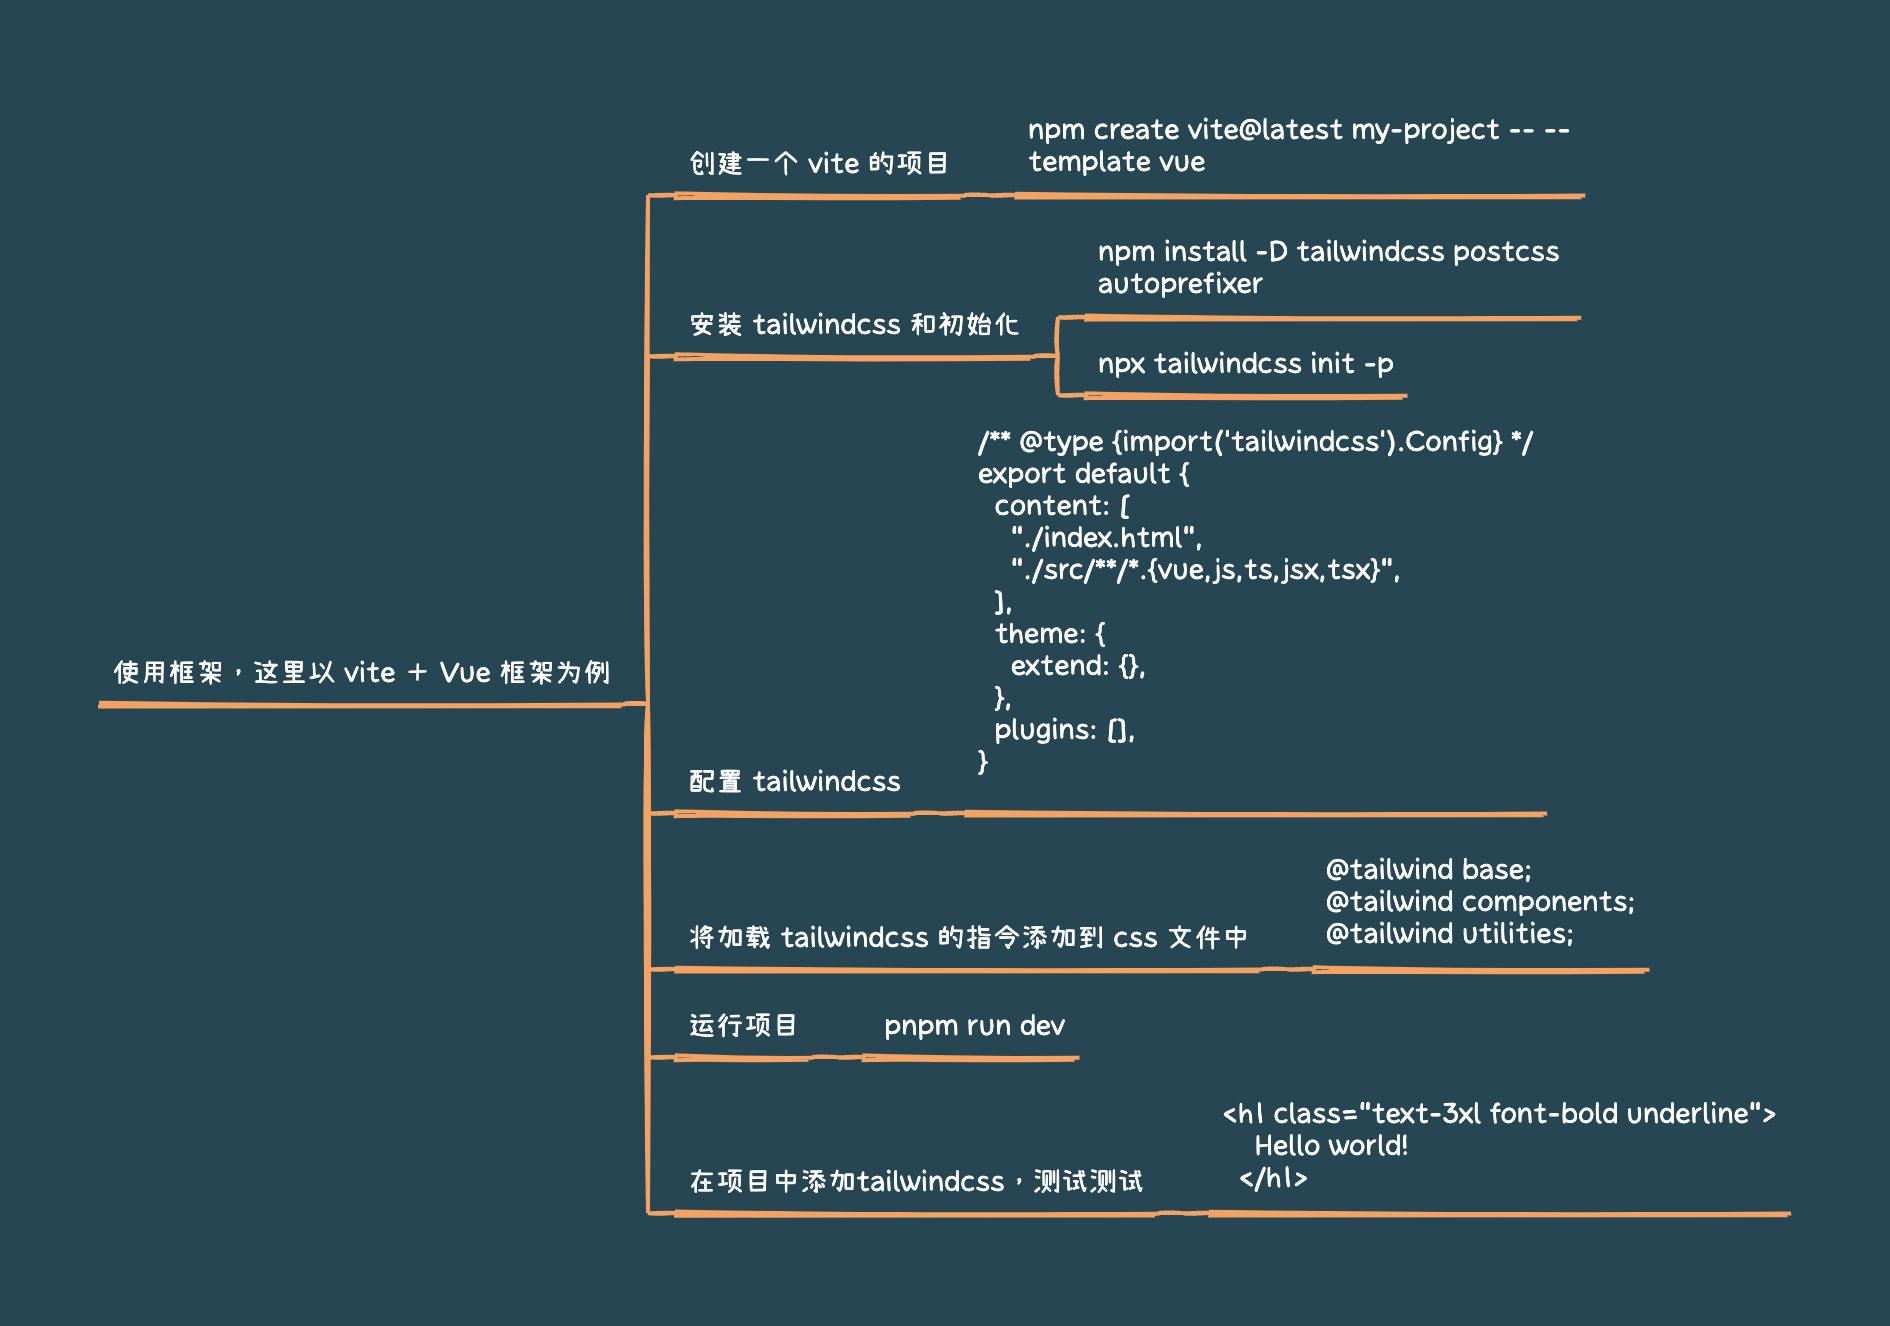 使用框架，这里以 vite + Vue 框架为例
创建一个 vite 的项目
npm create vite@latest my-project -- --
template vue
安装 tailwindcss 和初始化
npm install -D tailwindcss postcss
autoprefixer
npx tailwindcss init -p
配置 tailwindcss
/** @type {import('tailwindcss').Config} */
export default {
  content: [
    "./index.html",
    "./src/**/*.{vue,js,ts,jsx,tsx}",
  ],
  theme: {
    extend: {},
  },
  plugins: [],
}
将加载 tailwindcss 的指令添加到 css 文件中
@tailwind base;
@tailwind components;
@tailwind utilities;
运行项目
pnpm run dev
在项目中添加tailwindcss，测试测试
<h1 class="text-3xl font-bold underline">
    Hello world!
  </h1>